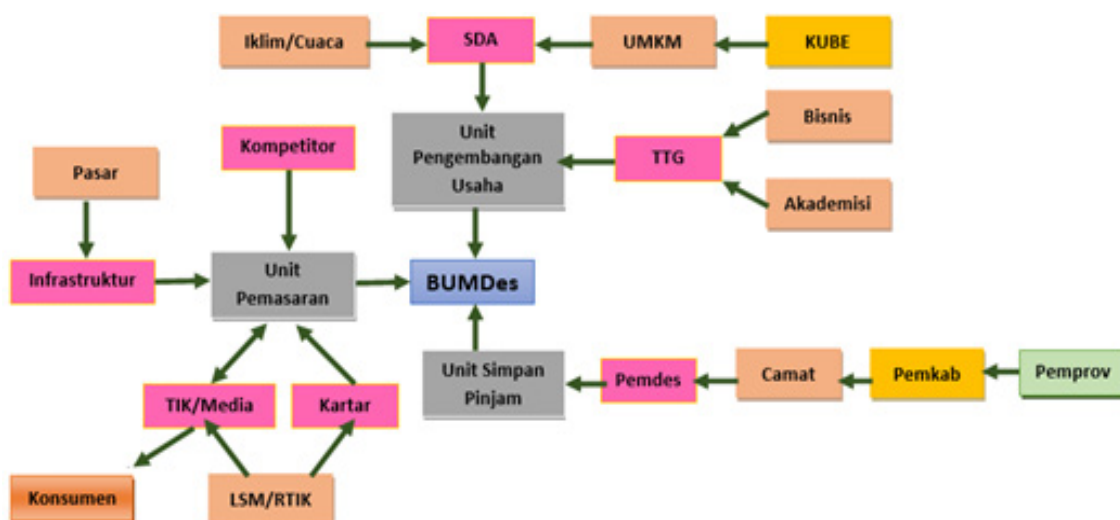 Iklim/Cuaca
SDA
UMKM
KUBE
Bisnis
Unit
Pengembangan
Usaha
TTG
Akademisi
Kompetitor
Pasar
Infrastruktur
Unit
Pemasaran
BUMDes
Unit Simpan
Pinjam
Pemdes
Camat
Pemkab
Pemprov
TIK/Media
Kartar
Konsumen
LSM/RTIK